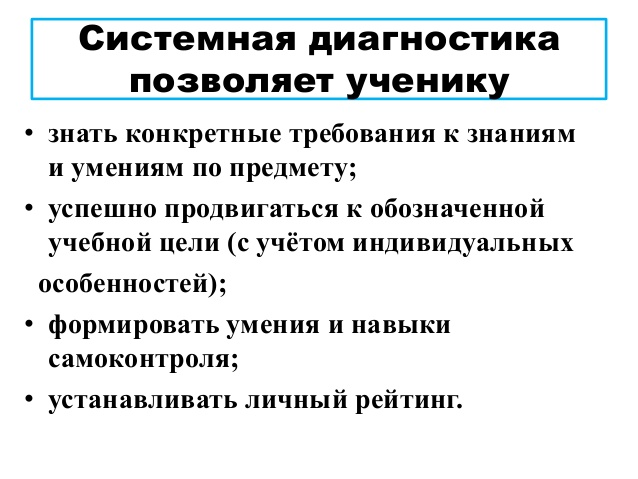 Системная диагностика
позволяет ученику
• знать конкретные требования к знаниям
и умениям по предмету;
• успешно продвигаться к обозначенной
учебной цели (с учётом индивидуальных
особенностей);
• формировать умения и навыки
самоконтроля;
• устанавливать личный рейтинг.